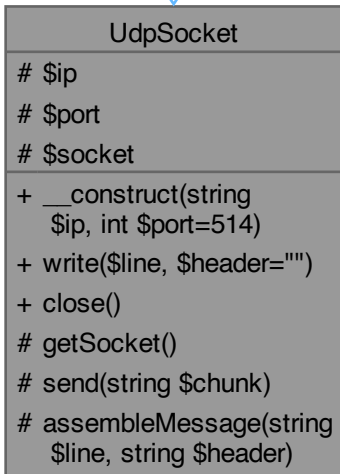 UdpSocket
# $ip
# $port
# $socket
+ __construct(string
$ip, int $port=514)
+ write($line, $header="")
+ close()
# getSocket()
# send(string $chunk)
# assembleMessage(string
$line, string $header)